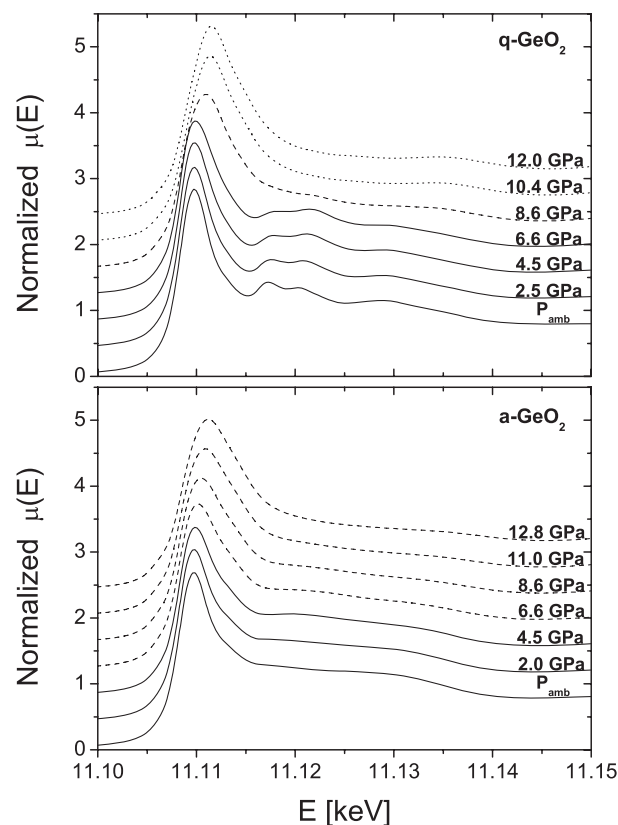 q-GeO2
5
4
3
2
1
0
Normalized μ(E)
12.0 GPa
10.4 GPa
8.6 GPa
6.6 GPa
4.5 GPa
2.5 GPa
Pamb
a-GeO2
5
4
3
2
1
0
Normalized μ(E)
12.8 GPa
11.0 GPa
8.6 GPa
6.6 GPa
4.5 GPa
2.0 GPa
Pamb
11.10 11.11 11.12 11.13 11.14 11.15
E [keV]